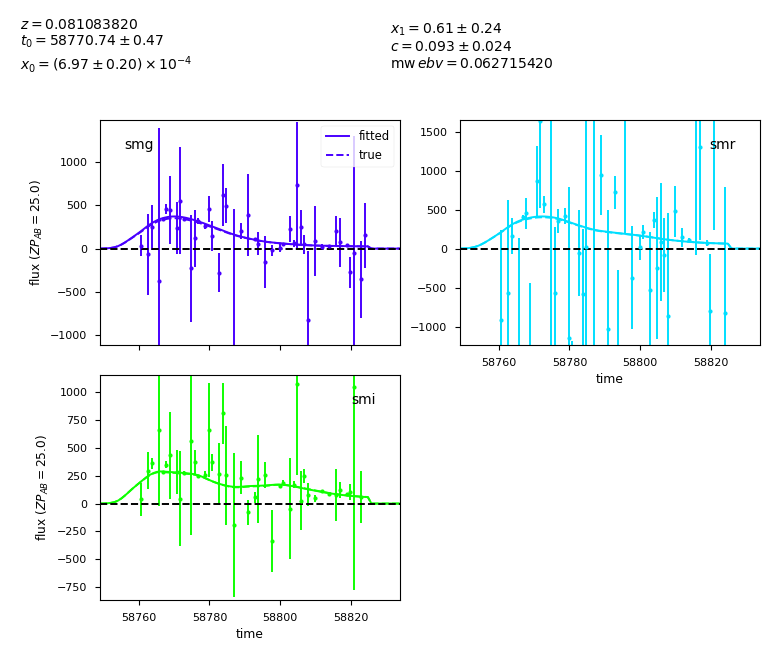 z = 0.081083820
t₀ = 58770.74 ± 0.47
x₀ = (6.97 ± 0.20) × 10⁻⁴
x₁ = 0.61 ± 0.24
c = 0.093 ± 0.024
mw ebv = 0.062715420
smg
fitted
true
1000
500
0
−500
−1000
flux (ZP_AB = 25.0)
smr
1500
1000
500
0
−500
−1000
58760 58780 58800 58820
time
smi
1000
750
500
250
0
−250
−500
−750
flux (ZP_AB = 25.0)
58760 58780 58800 58820
time